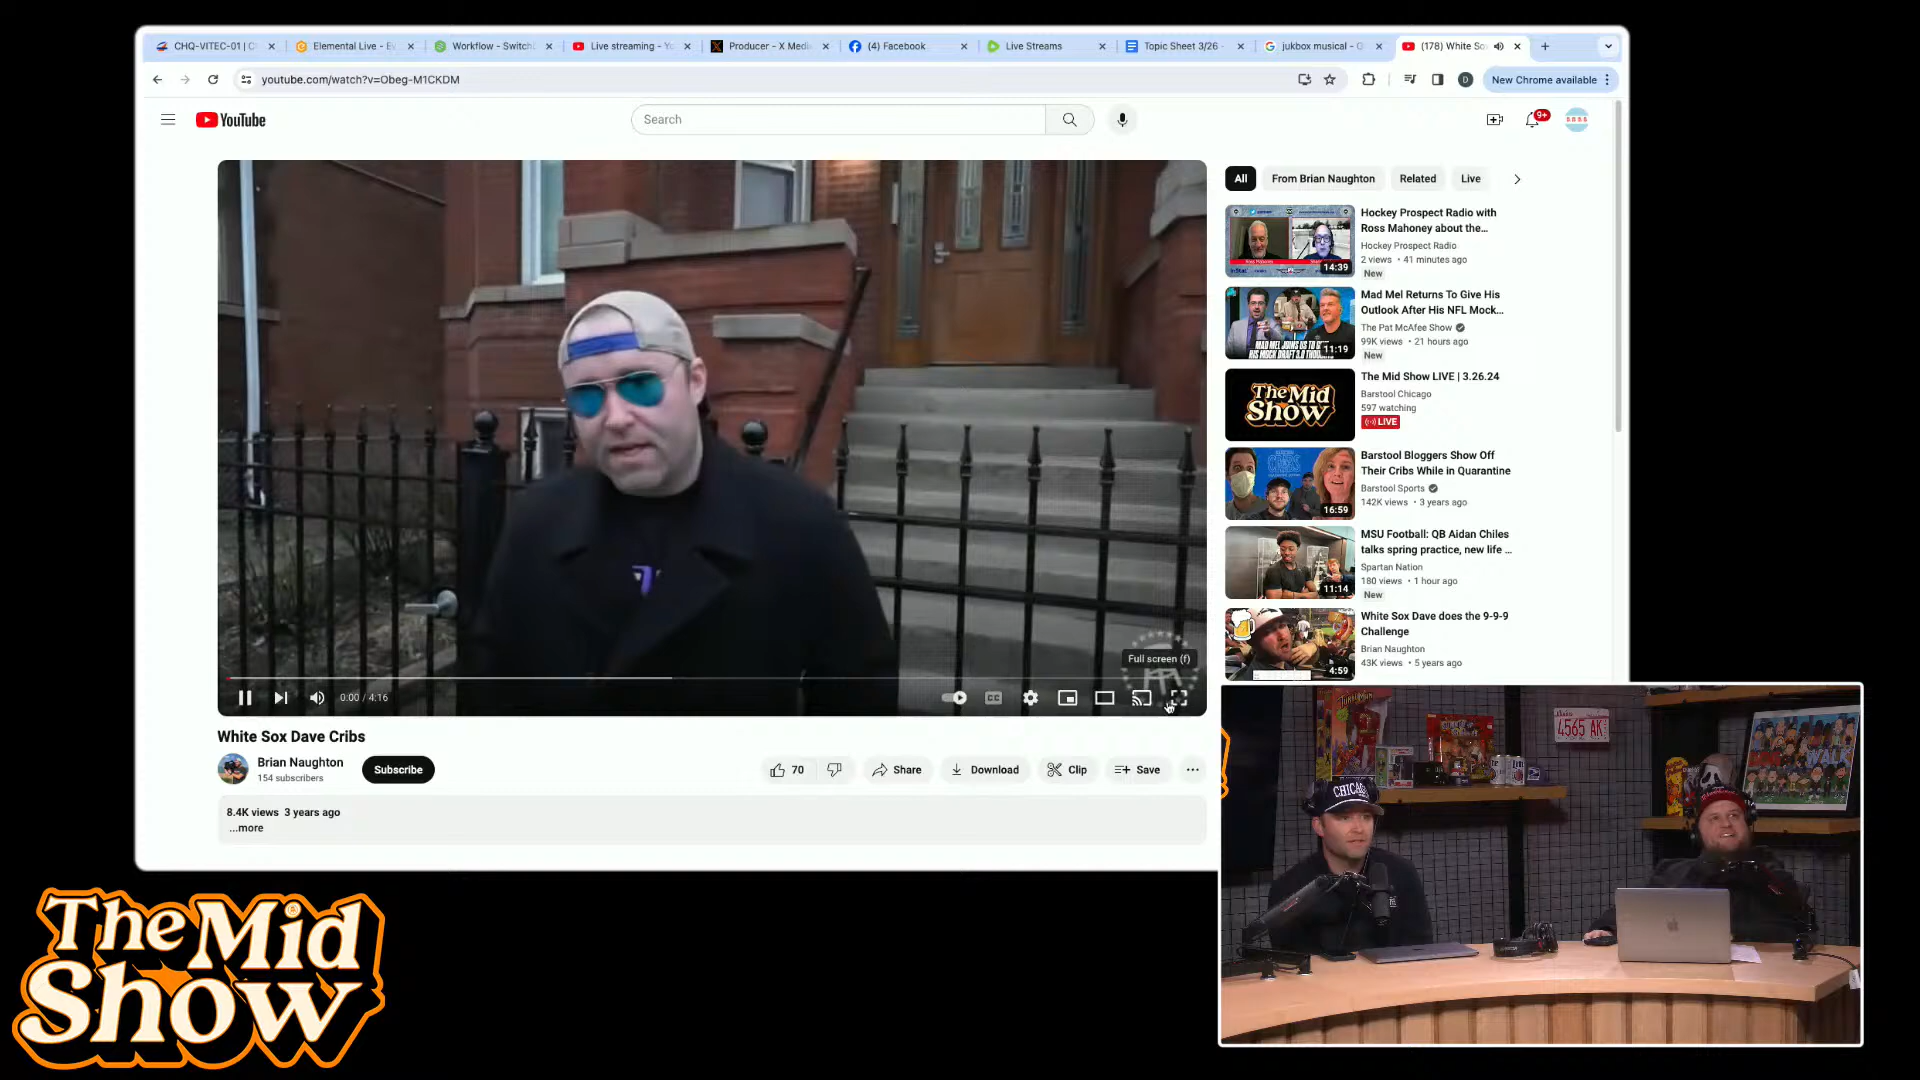 CHQ-VITEC-01 | C
Elemental Live - Ev
Workflow - Switch
Live streaming - Yo
Producer - X Medi
(4) Facebook
Live Streams
Topic Sheet 3/26 -
jukbox musical - G
(178) White So
youtube.com/watch?v=Obeg-M1CKDM
D
New Chrome available
YouTube
Search
9+
All
From Brian Naughton
Related
Live
Hockey Prospect Radio with
Ross Mahoney about the...
Hockey Prospect Radio
2 views • 41 minutes ago
New
14:39
Mad Mel Returns To Give His
Outlook After His NFL Mock...
The Pat McAfee Show
99K views • 21 hours ago
New
11:19
The Mid Show LIVE | 3.26.24
Barstool Chicago
597 watching
LIVE
The Mid
Show
Barstool Bloggers Show Off
Their Cribs While in Quarantine
Barstool Sports
142K views • 3 years ago
16:59
MSU Football: QB Aidan Chiles
talks spring practice, new life ...
Spartan Nation
180 views • 1 hour ago
New
11:14
White Sox Dave does the 9-9-9
Challenge
Brian Naughton
43K views • 5 years ago
4:59
Full screen (f)
0:00 / 4:16
CC
White Sox Dave Cribs
Brian Naughton
154 subscribers
Subscribe
70
Share
Download
Clip
Save
8.4K views 3 years ago
...more
4565 AK
WALK
CHICAGO
The Mid
Show